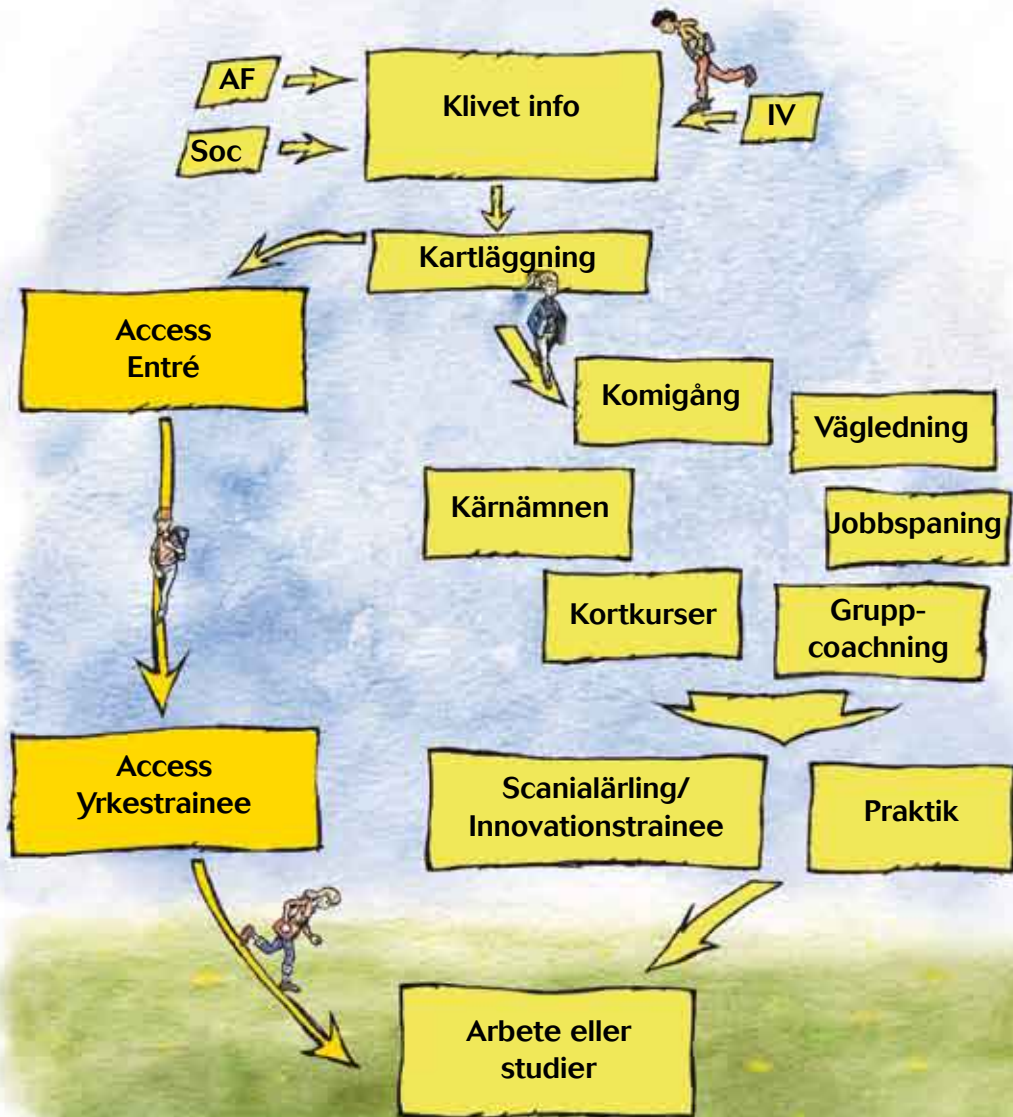 AF
Klivet info
IV
Soc
Kartläggning
Access
Entré
Komigång
Vägledning
Kärnämnen
Jobbspaning
Kortkurser
Grupp-
coachning
Access
Yrkestrainee
Scanialärling/
Innovationstrainee
Praktik
Arbete eller
studier